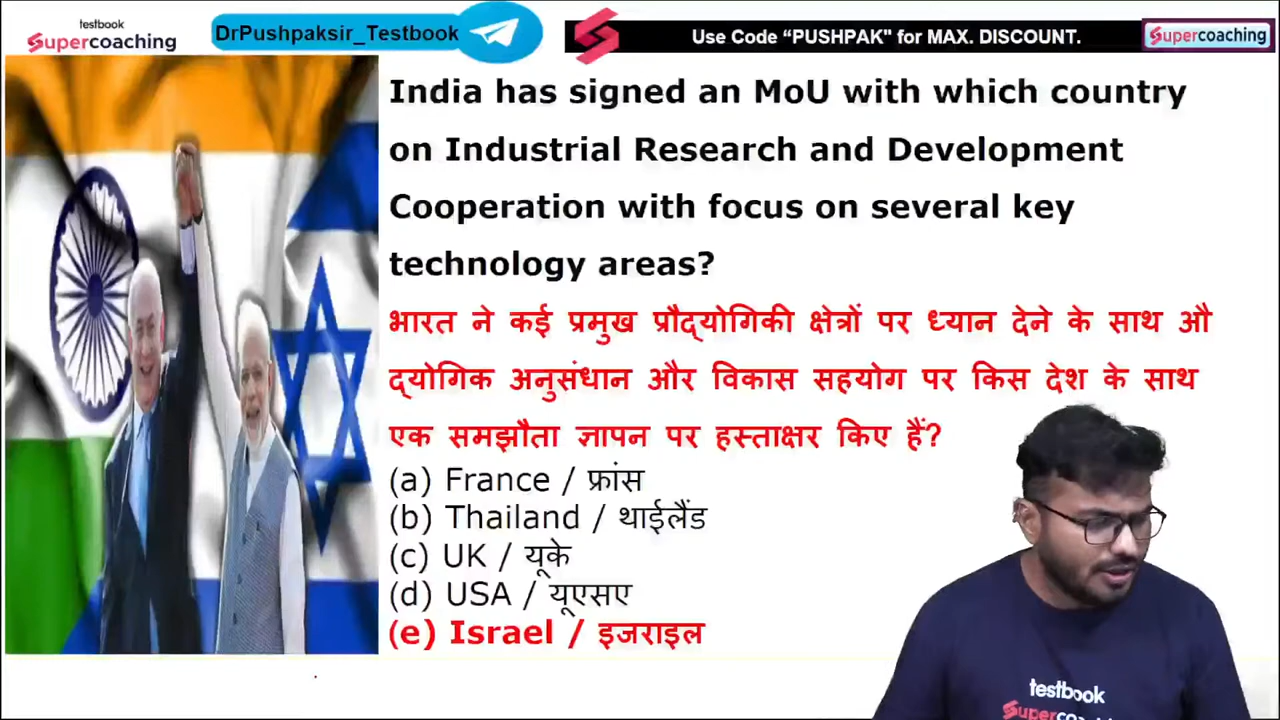 testbook
Supercoaching
DrPushpaksir_Testbook
Use Code “PUSHPAK" for MAX. DISCOUNT.
Supercoaching
India has signed an MoU with which country
on Industrial Research and Development
Cooperation with focus on several key
technology areas?
भारत ने कई प्रमुख प्रौद्योगिकी क्षेत्रों पर ध्यान देने के साथ औ
द्योगिक अनुसंधान और विकास सहयोग पर किस देश के साथ
एक समझौता ज्ञापन पर हस्ताक्षर किए हैं?
(a) France / फ्रांस
(b) Thailand / थाईलैंड
(c) UK / यूके
(d) USA / यूएसए
(e) Israel / इजराइल
testbook